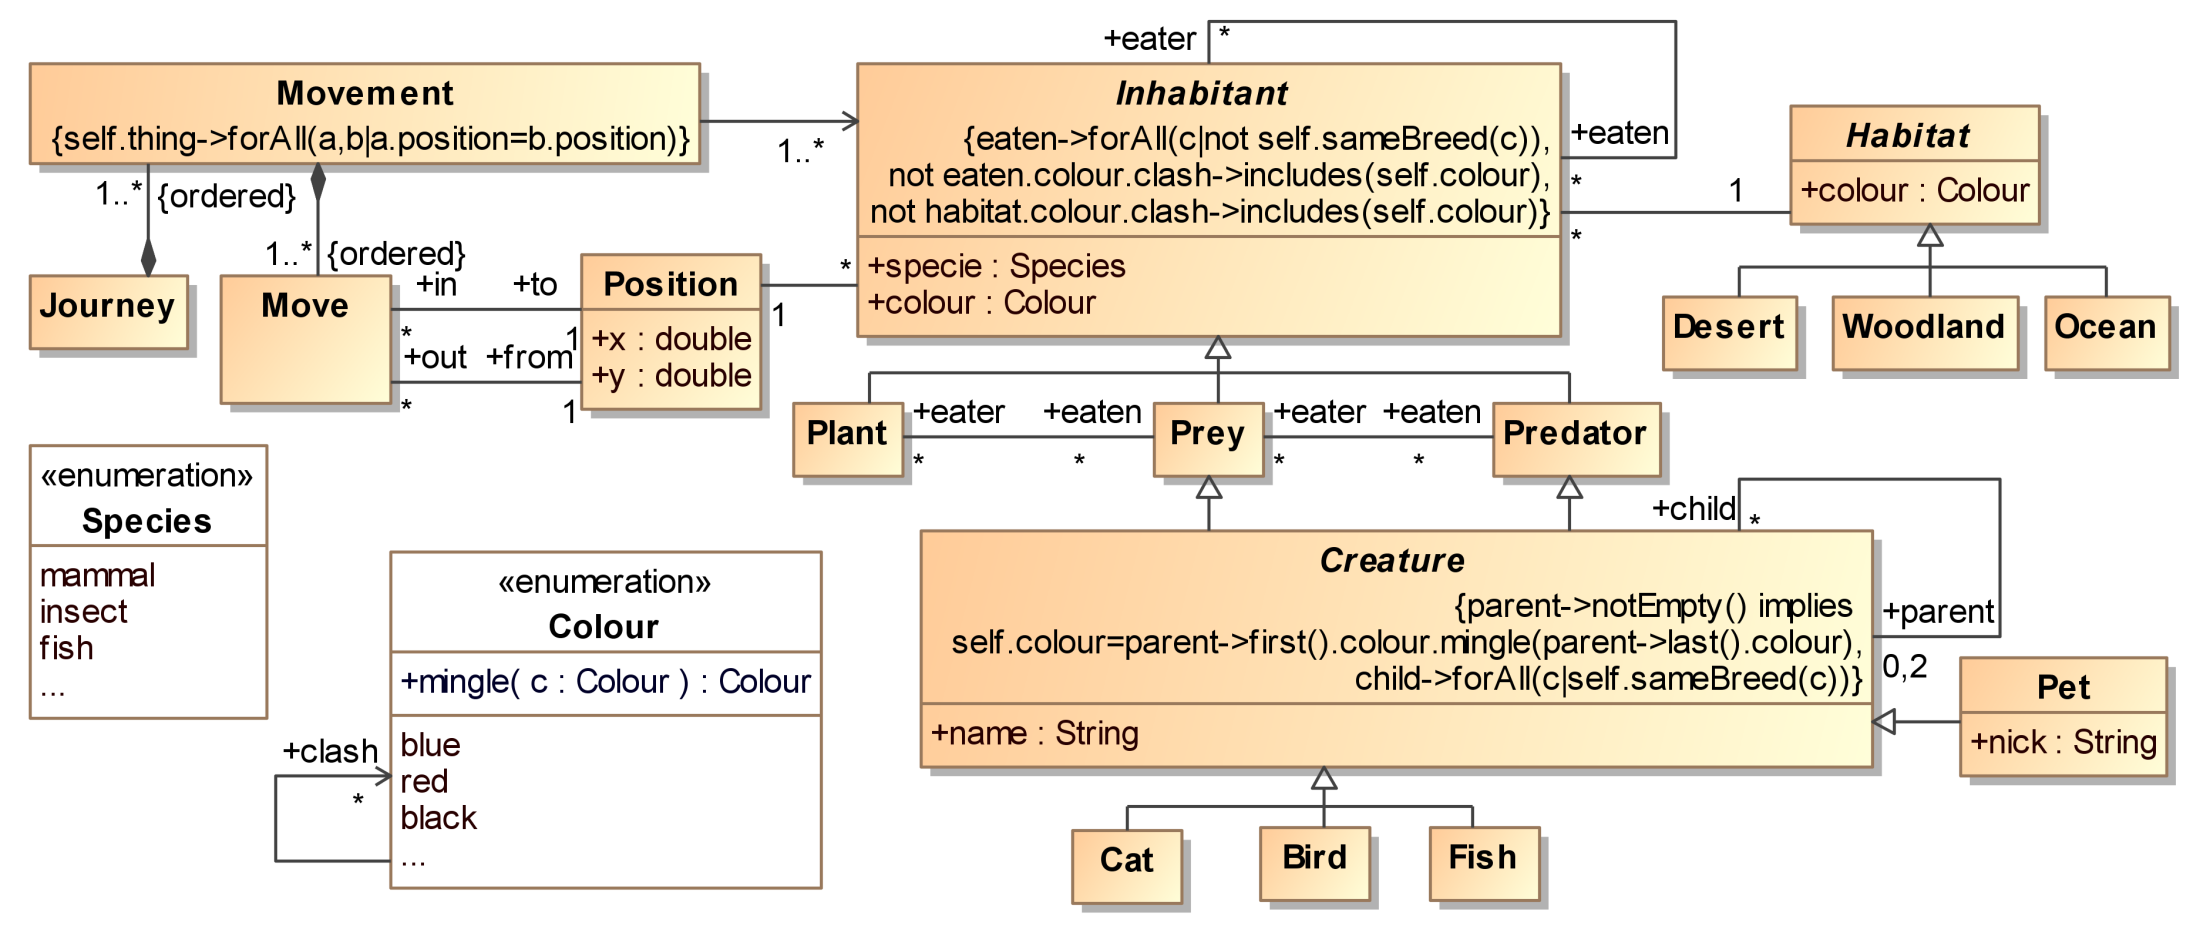 Movement
{self.thing->forAll(a,b|a.position=b.position)}
1..*
{ordered}
1..*
{ordered}
Journey
Move
+in
+to
*
1
+out
+from
*
1
Position
+x : double
+y : double
1
*
1..*
+eater
*
Inhabitant
{eaten->forAll(c|not self.sameBreed(c)),
not eaten.colour.clash->includes(self.colour),
not habitat.colour.clash->includes(self.colour)}
+specie : Species
+colour : Colour
+eaten
*
1
*
Habitat
+colour : Colour
Desert
Woodland
Ocean
Plant
+eater
+eaten
*
*
Prey
+eater
+eaten
*
*
Predator
«enumeration»
Species
mammal
insect
fish
...
«enumeration»
Colour
+mingle( c : Colour ) : Colour
blue
red
black
...
+clash
*
+child
*
Creature
{parent->notEmpty() implies
self.colour=parent->first().colour.mingle(parent->last().colour),
child->forAll(c|self.sameBreed(c))}
+name : String
+parent
0,2
Pet
+nick : String
Cat
Bird
Fish